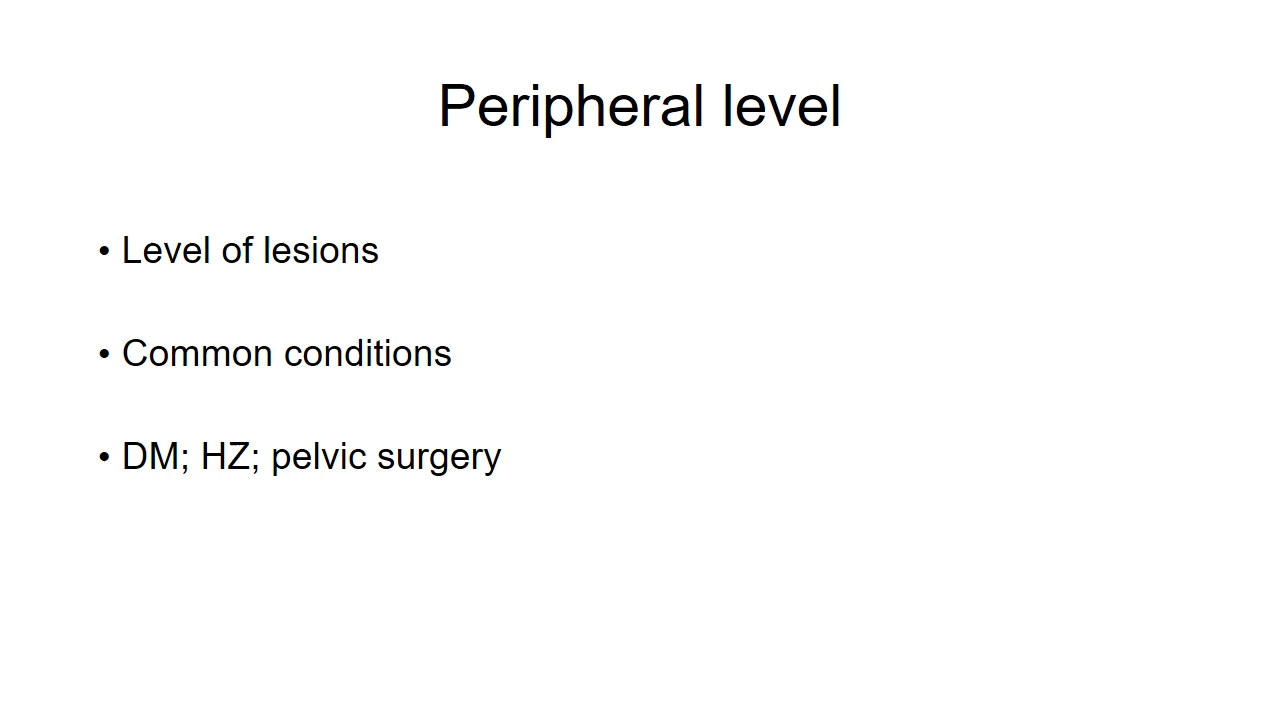 Peripheral level
• Level of lesions
• Common conditions
• DM; HZ; pelvic surgery